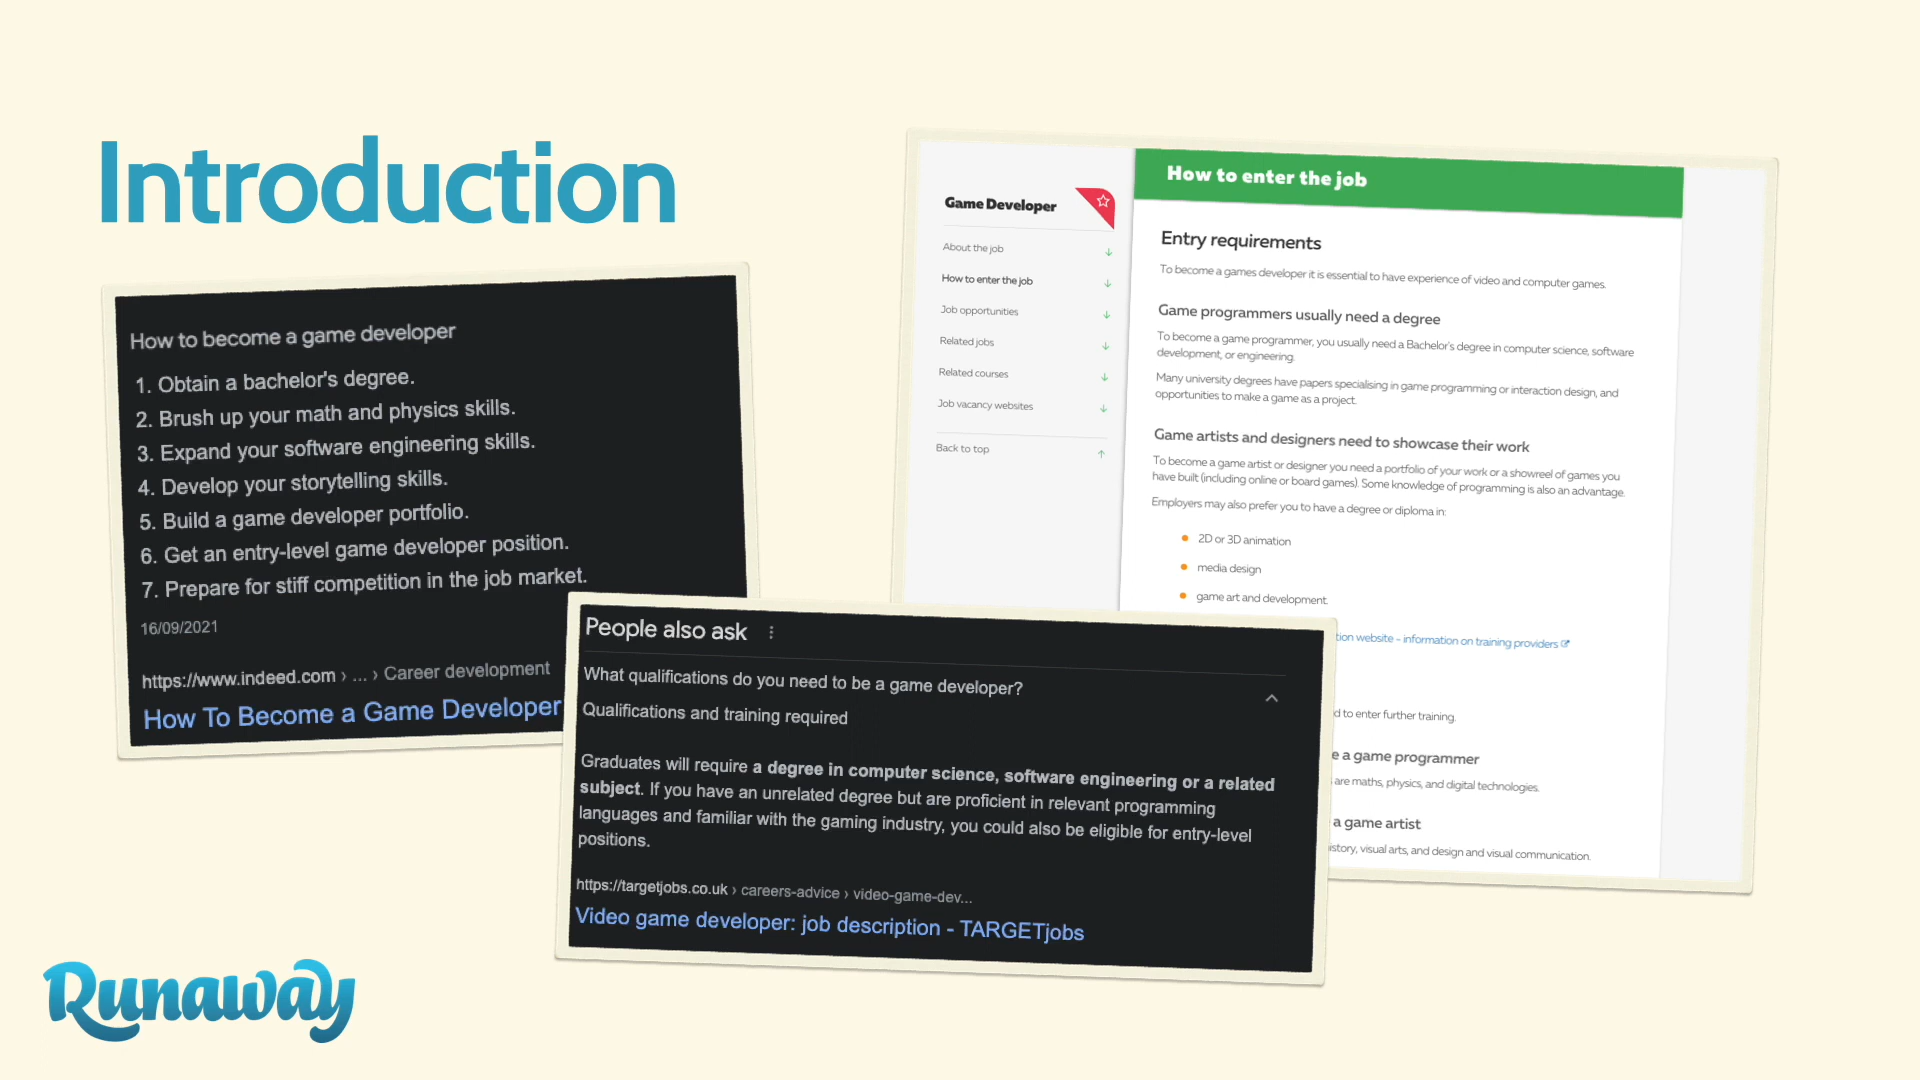 Introduction
How to become a game developer
1. Obtain a bachelor's degree.
2. Brush up your math and physics skills.
3. Expand your software engineering skills.
4. Develop your storytelling skills.
5. Build a game developer portfolio.
6. Get an entry-level game developer position.
7. Prepare for stiff competition in the job market.
16/09/2021
https://www.indeed.com › ... › Career development
How To Become a Game Developer
People also ask
What qualifications do you need to be a game developer?
Qualifications and training required
Graduates will require a degree in computer science, software engineering or a related
subject. If you have an unrelated degree but are proficient in relevant programming
languages and familiar with the gaming industry, you could also be eligible for entry-level
positions.
https://targetjobs.co.uk › careers-advice › video-game-dev...
Video game developer: job description - TARGETjobs
Game Developer
About the job
How to enter the job
Job opportunities
Related jobs
Related courses
Job vacancy websites
Back to top
How to enter the job
Entry requirements
To become a games developer it is essential to have experience of video and computer games.
Game programmers usually need a degree
To become a game programmer, you usually need a Bachelor's degree in computer science, software
development, or engineering.
Many university degrees have papers specialising in game programming or interaction design, and
opportunities to make a game as a project.
Game artists and designers need to showcase their work
To become a game artist or designer you need a portfolio of your work or a showreel of games you
have built (including online or board games). Some knowledge of programming is also an advantage.
Employers may also prefer you to have a degree or diploma in:
2D or 3D animation
media design
game art and development.
website - information on training providers
to enter further training.
a game programmer
are maths, physics, and digital technologies.
a game artist
visual arts, and design and visual communication.
Runaway